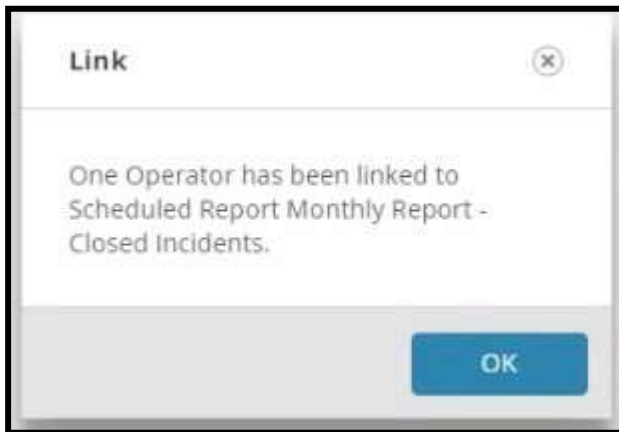 Link
One Operator has been linked to
Scheduled Report Monthly Report -
Closed Incidents.
OK